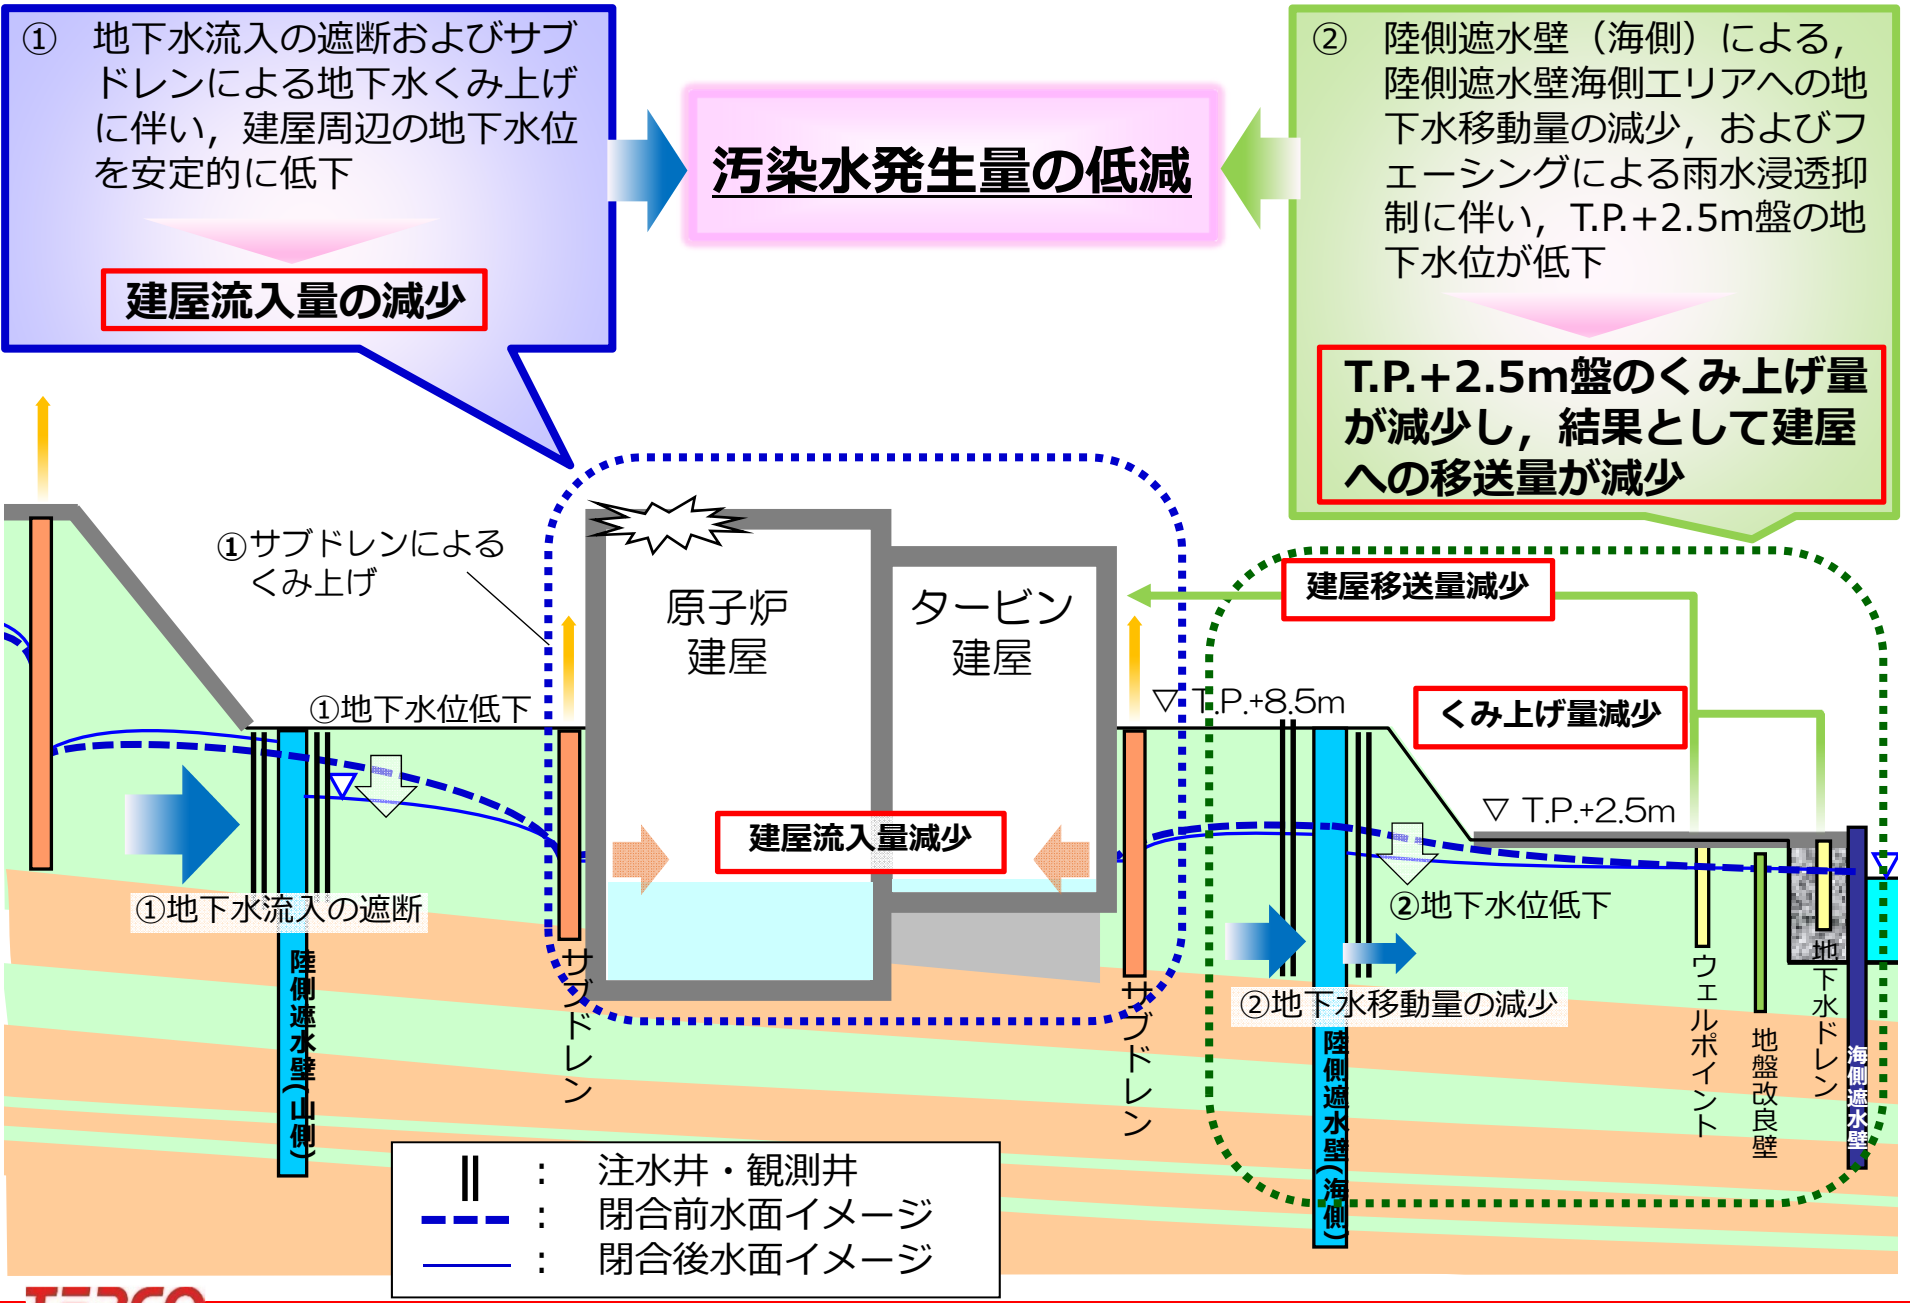 ① 地下水流入の遮断およびサブ
ドレンによる地下水くみ上げ
に伴い，建屋周辺の地下水位
を安定的に低下
建屋流入量の減少
汚染水発生量の低減
② 陸側遮水壁（海側）による，
陸側遮水壁海側エリアへの地
下水移動量の減少，およびフ
ェーシングによる雨水浸透抑
制に伴い，T.P.+2.5m盤の地
下水位が低下
T.P.+2.5m盤のくみ上げ量
が減少し，結果として建屋
への移送量が減少
①サブドレンによる
くみ上げ
原子炉
建屋
タービン
建屋
建屋移送量減少
①地下水位低下
▽ T.P.+8.5m
くみ上げ量減少
▽ T.P.+2.5m
建屋流入量減少
①地下水流入の遮断
②地下水位低下
②地下水移動量の減少
陸側遮水壁(山側)
サブドレン
サブドレン
陸側遮水壁(海側)
ウェルポイント
地盤改良壁
地下水ドレン
海側遮水壁
： 注水井・観測井
： 閉合前水面イメージ
： 閉合後水面イメージ
TEPCO